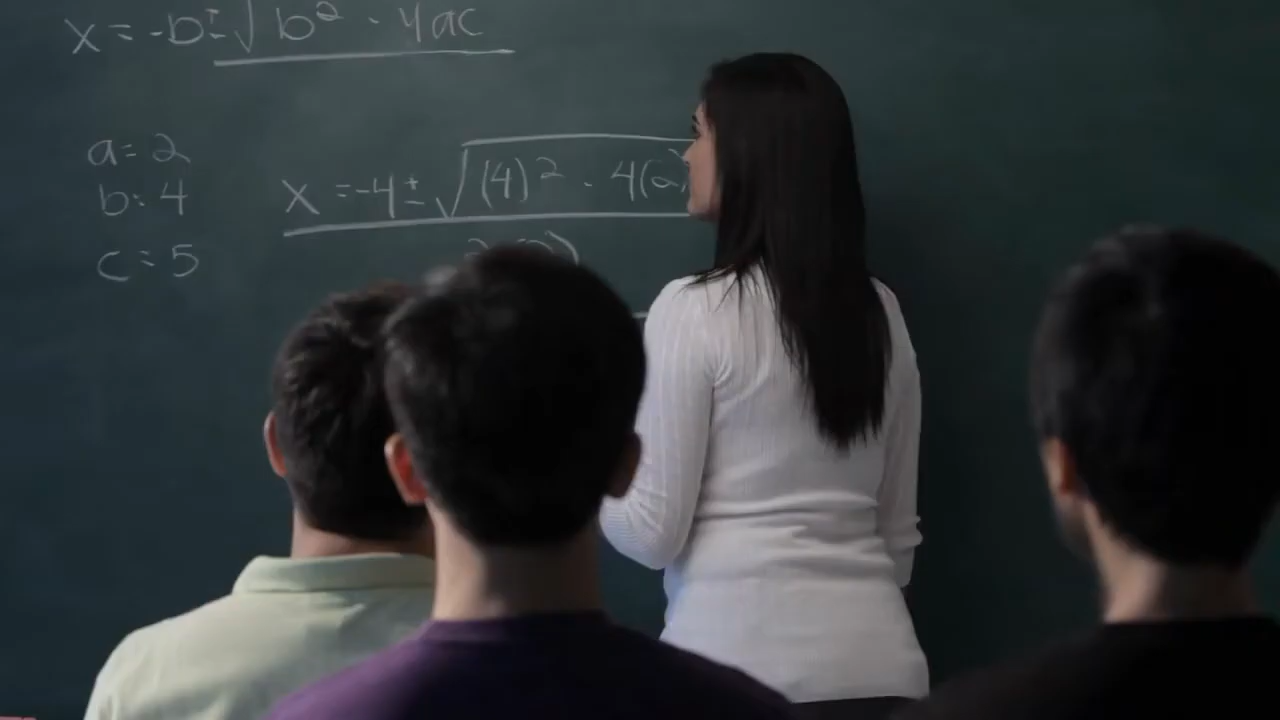 x = -b ± √ b² - 4ac
a = 2
b: 4
c = 5
x = -4 ± √ (4)² - 4(2)